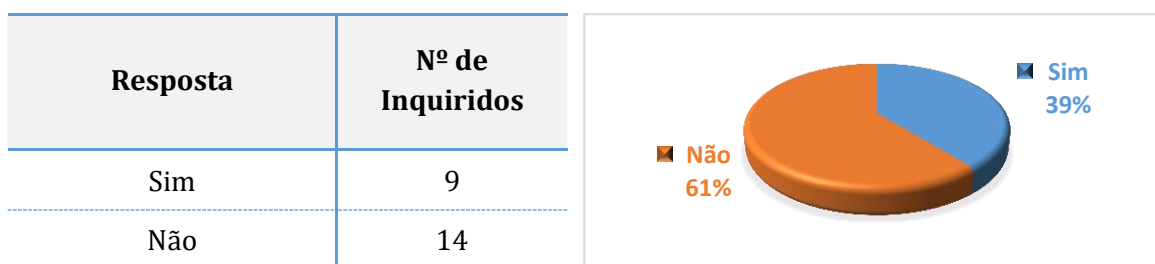 Resposta
Nº de
Inquiridos
Sim
9
Não
14
Sim
39%
Não
61%